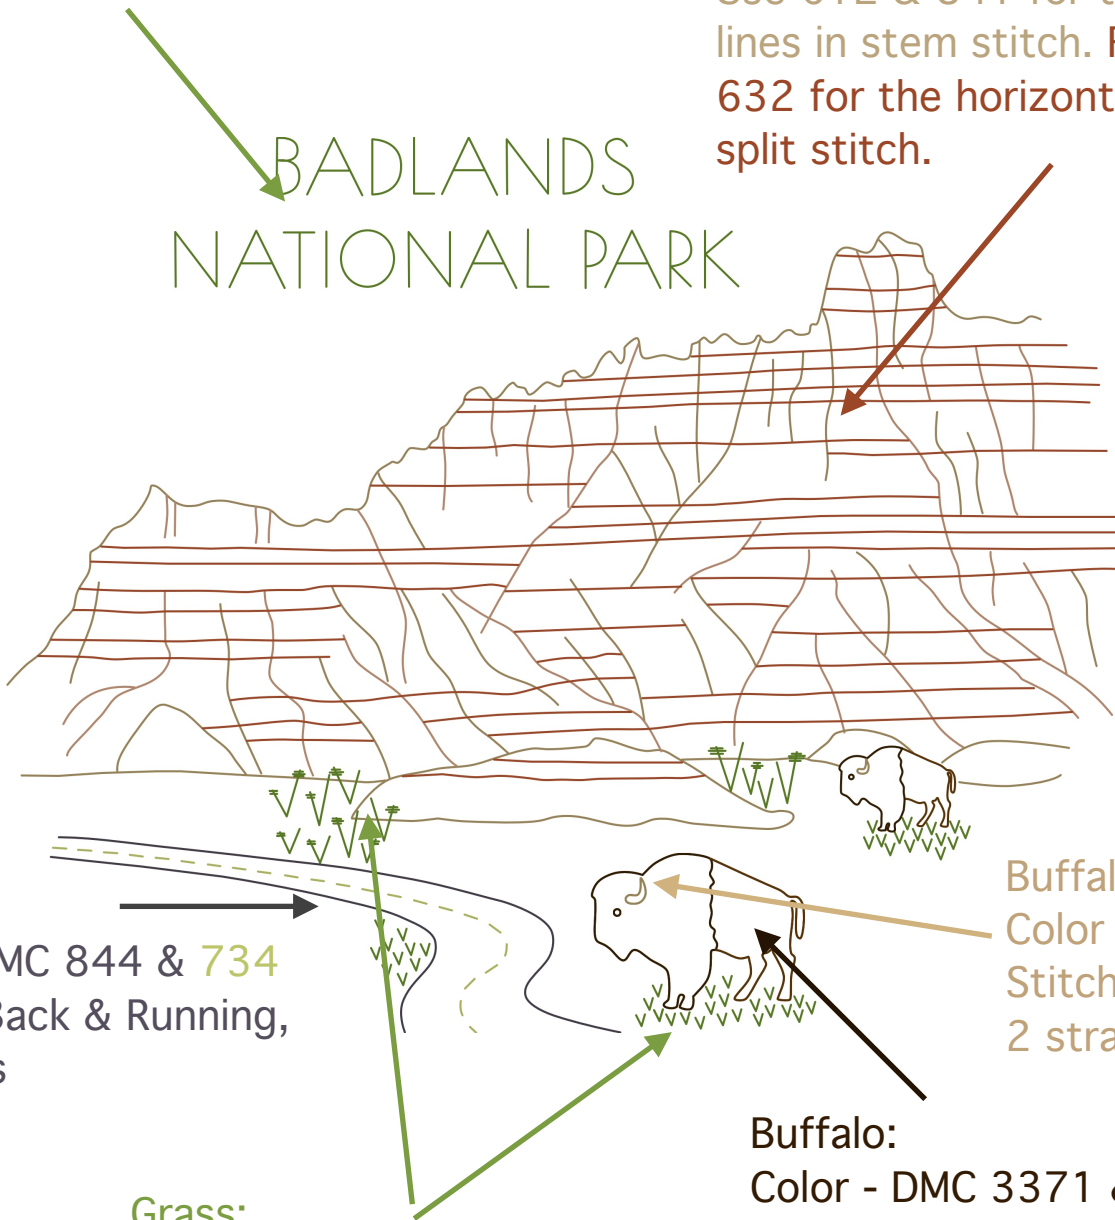 lines in stem stitch.
632 for the horizont
split stitch.
BADLANDS
NATIONAL PARK
MC 844 & 734
Back & Running,
s
Buffal
Color
Stitch
2 stra
Buffalo:
Color - DMC 3371 &
Grass: